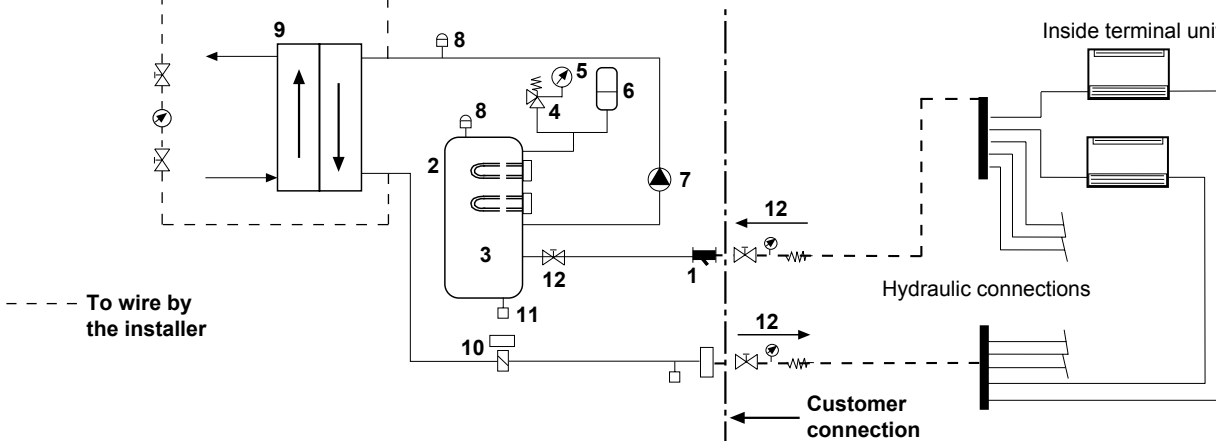 9
8
Inside terminal unit
5
6
4
8
2
7
12
3
12
1
11
Hydraulic connections
To wire by
the installer
12
10
Customer
connection